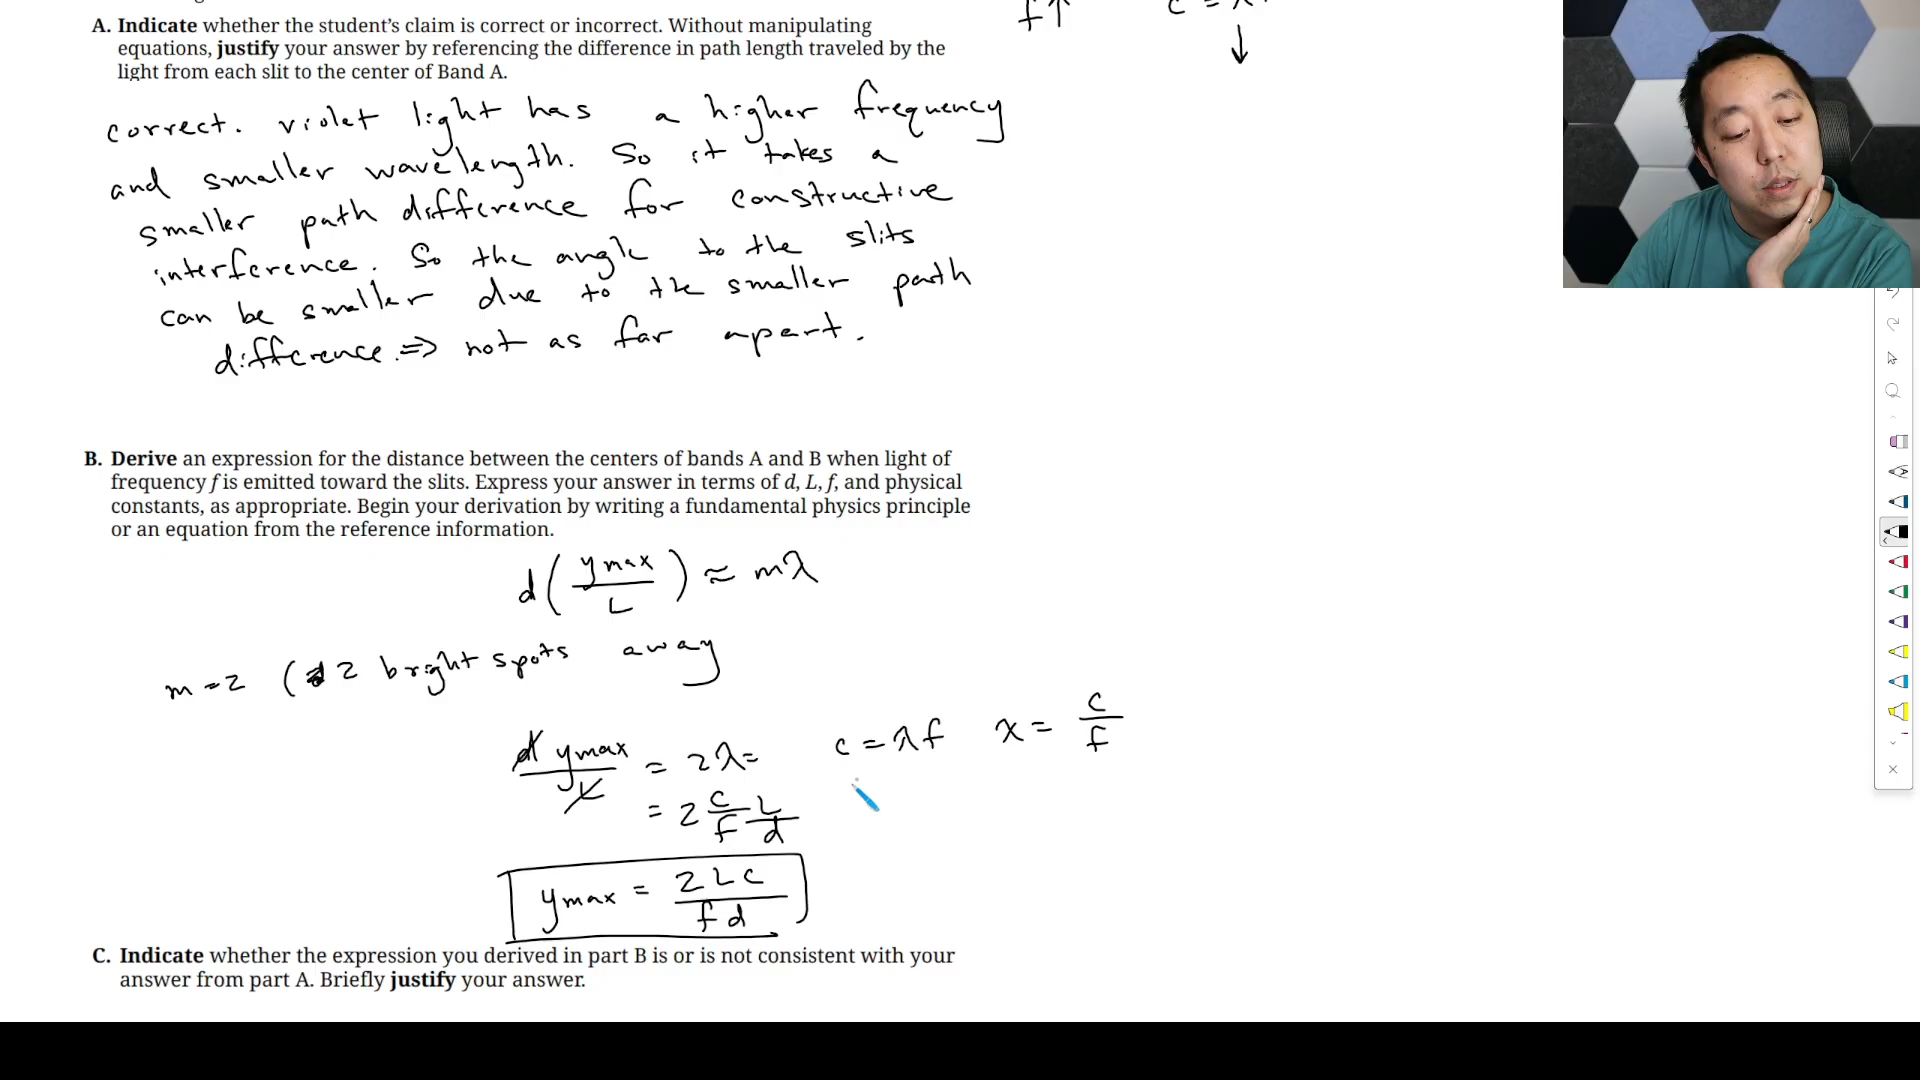 f↑ c = λ
↓
A. Indicate whether the student's claim is correct or incorrect. Without manipulating
equations, justify your answer by referencing the difference in path length traveled by the
light from each slit to the center of Band A.
correct. violet light has a higher frequency
and smaller wavelength. So it takes a
smaller path difference for constructive
interference. So the angle to the slits
can be smaller due to the smaller path
difference. ⇒ not as far apart.
B. Derive an expression for the distance between the centers of bands A and B when light of
frequency f is emitted toward the slits. Express your answer in terms of d, L, f, and physical
constants, as appropriate. Begin your derivation by writing a fundamental physics principle
or an equation from the reference information.
d(ymax/L) ≈ mλ
m = 2 ( 2 bright spots away
d ymax/L = 2λ = c = λf λ = c/f
= 2 c/f L/d
ymax = 2Lc/fd
C. Indicate whether the expression you derived in part B is or is not consistent with your
answer from part A. Briefly justify your answer.